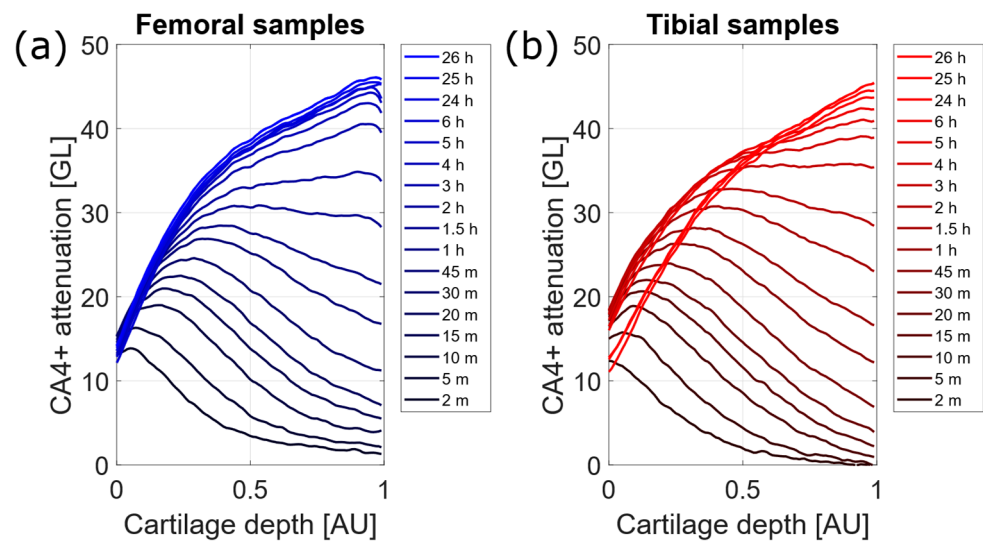 (a)
Femoral samples
50
40
30
20
10
0
CA4+ attenuation [GL]
0
0.5
1
Cartilage depth [AU]
26 h
25 h
24 h
6 h
5 h
4 h
3 h
2 h
1.5 h
1 h
45 m
30 m
20 m
15 m
10 m
5 m
2 m
(b)
Tibial samples
50
40
30
20
10
0
CA4+ attenuation [GL]
0
0.5
1
Cartilage depth [AU]
26 h
25 h
24 h
6 h
5 h
4 h
3 h
2 h
1.5 h
1 h
45 m
30 m
20 m
15 m
10 m
5 m
2 m